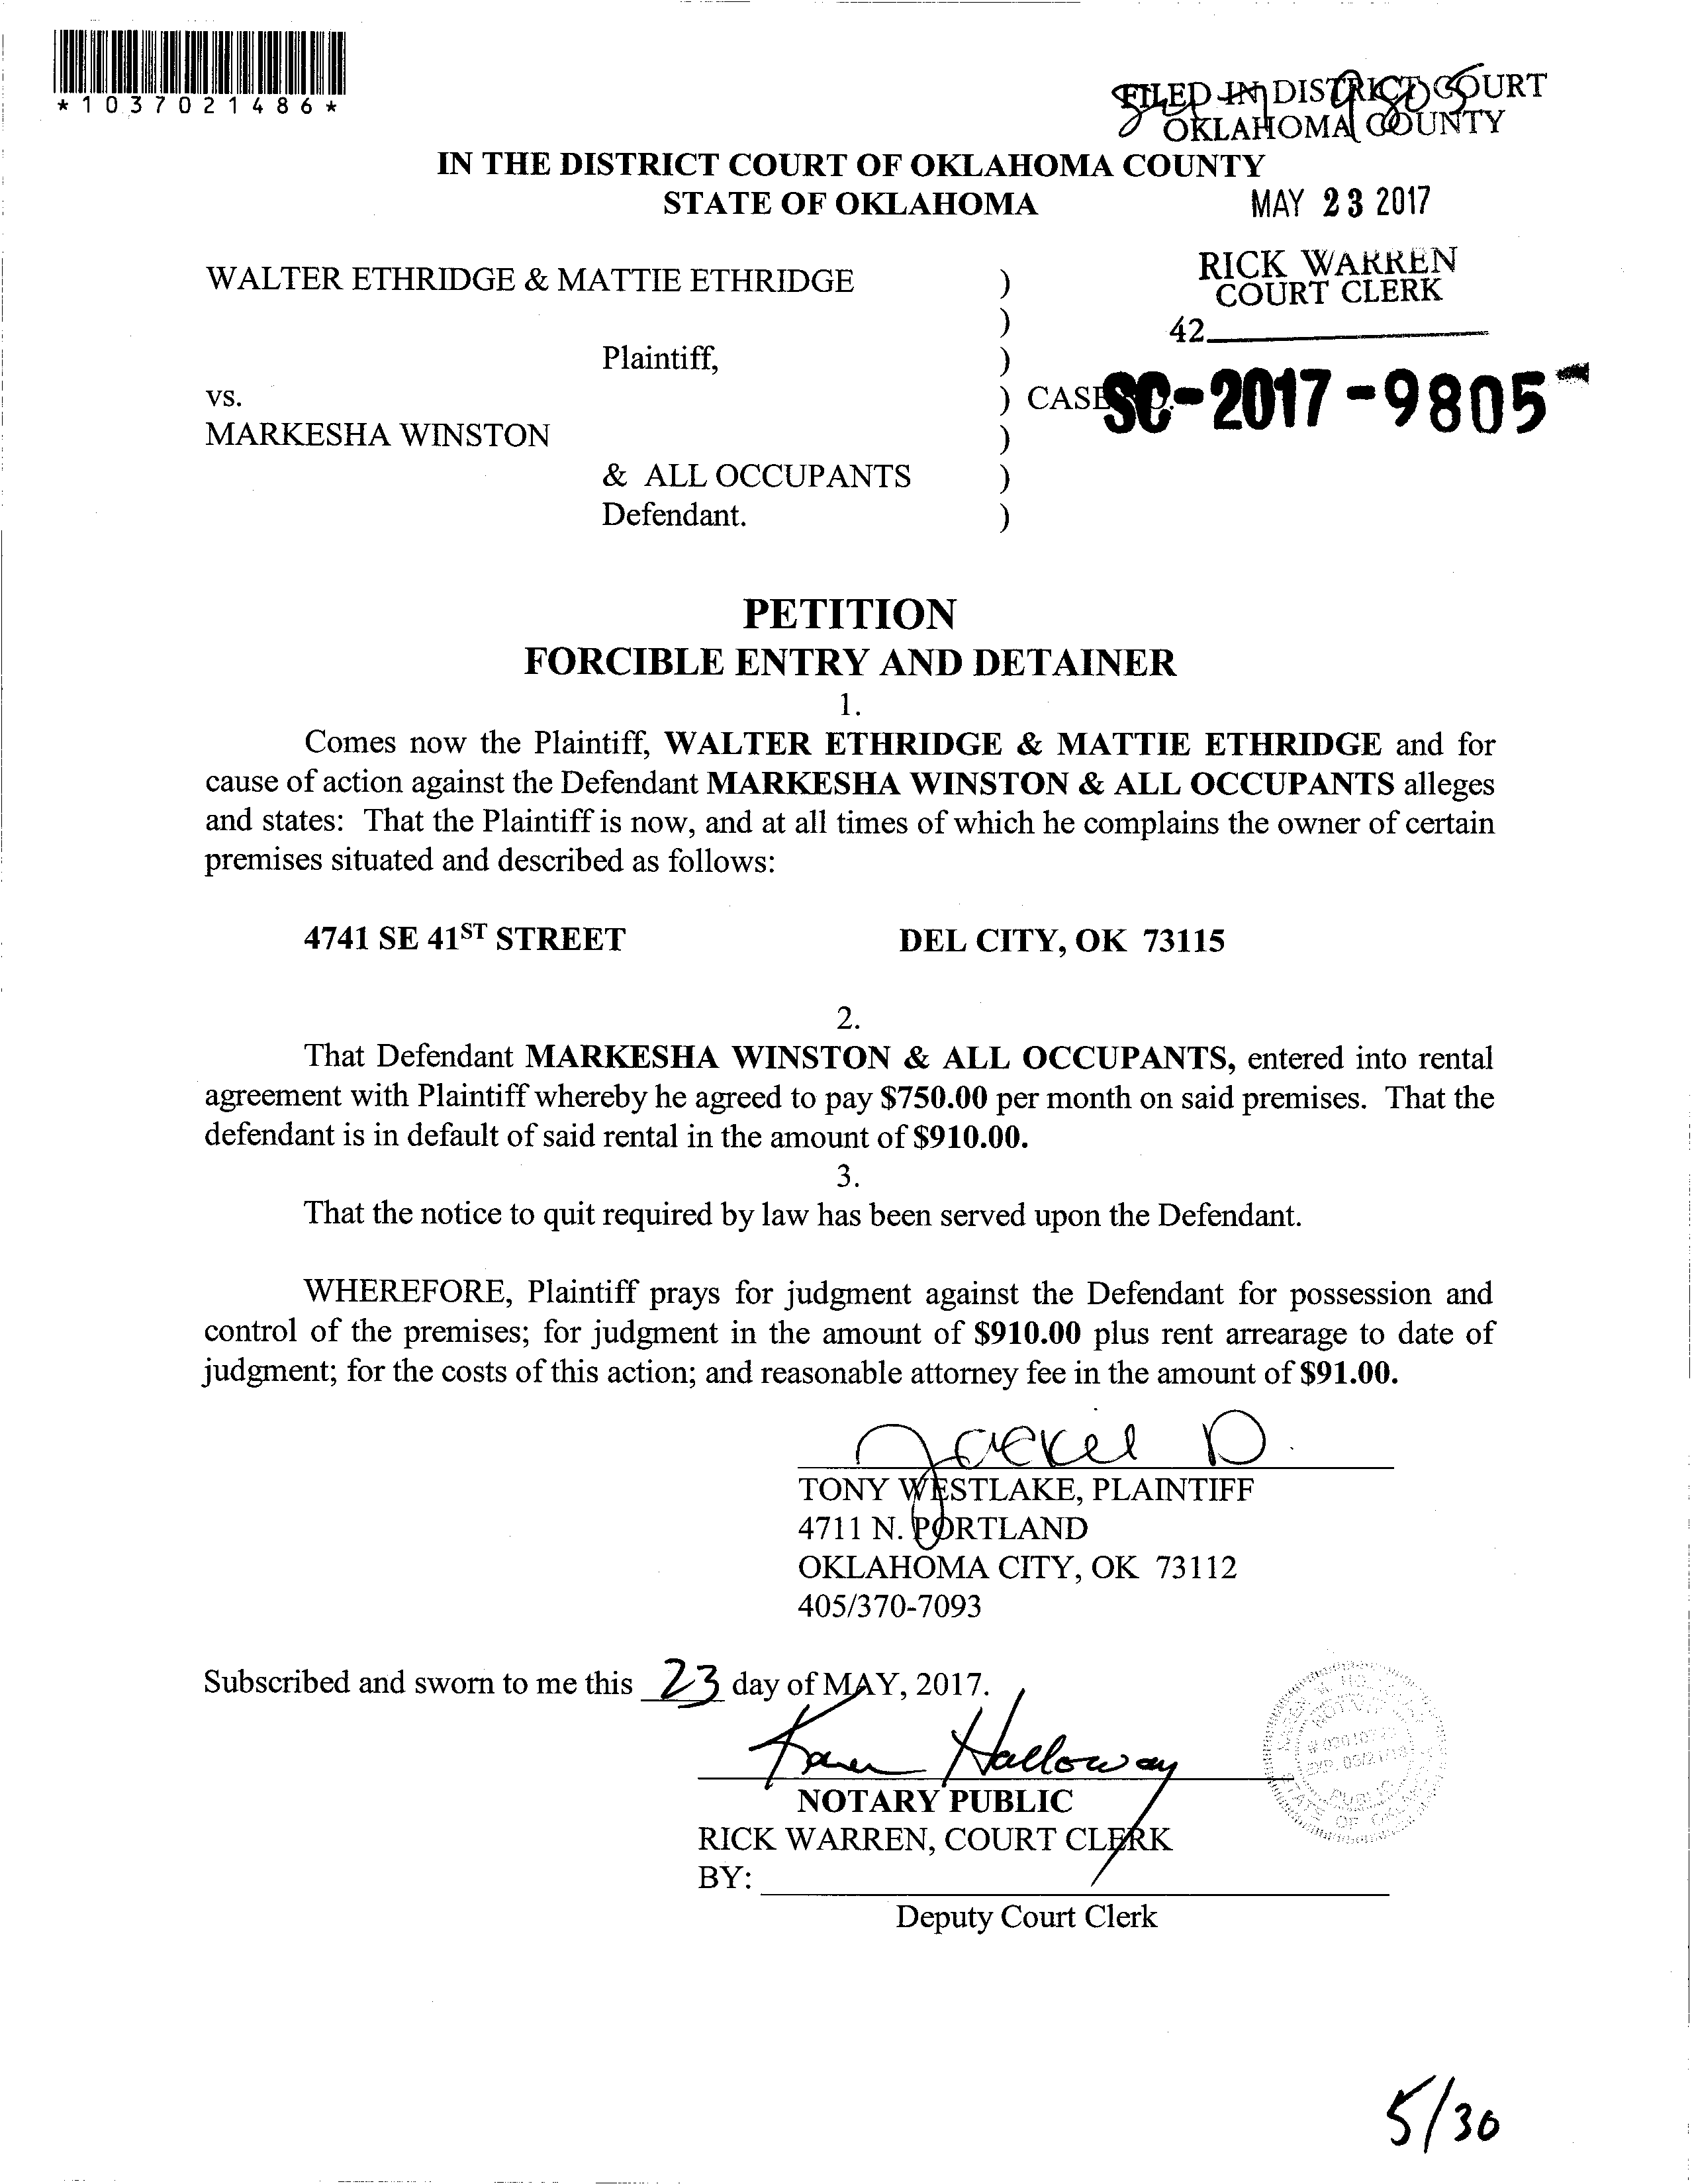 *1037021486*
FILED IN DISTRICT COURT
OKLAHOMA COUNTY
IN THE DISTRICT COURT OF OKLAHOMA COUNTY
STATE OF OKLAHOMA
MAY 23 2017
RICK WARREN
COURT CLERK
42
WALTER ETHRIDGE & MATTIE ETHRIDGE )
)
Plaintiff, )
vs. ) CASE NO. SC-2017-9805
MARKESHA WINSTON )
& ALL OCCUPANTS )
Defendant. )
PETITION
FORCIBLE ENTRY AND DETAINER
1.
Comes now the Plaintiff, WALTER ETHRIDGE & MATTIE ETHRIDGE and for
cause of action against the Defendant MARKESHA WINSTON & ALL OCCUPANTS alleges
and states: That the Plaintiff is now, and at all times of which he complains the owner of certain
premises situated and described as follows:
4741 SE 41ST STREET DEL CITY, OK 73115
2.
That Defendant MARKESHA WINSTON & ALL OCCUPANTS, entered into rental
agreement with Plaintiff whereby he agreed to pay $750.00 per month on said premises. That the
defendant is in default of said rental in the amount of $910.00.
3.
That the notice to quit required by law has been served upon the Defendant.
WHEREFORE, Plaintiff prays for judgment against the Defendant for possession and
control of the premises; for judgment in the amount of $910.00 plus rent arrearage to date of
judgment; for the costs of this action; and reasonable attorney fee in the amount of $91.00.
TONY WESTLAKE, PLAINTIFF
4711 N. PORTLAND
OKLAHOMA CITY, OK 73112
405/370-7093
Subscribed and sworn to me this 23 day of MAY, 2017.
Karen Halloway
NOTARY PUBLIC
RICK WARREN, COURT CLERK
BY:
Deputy Court Clerk
5/30